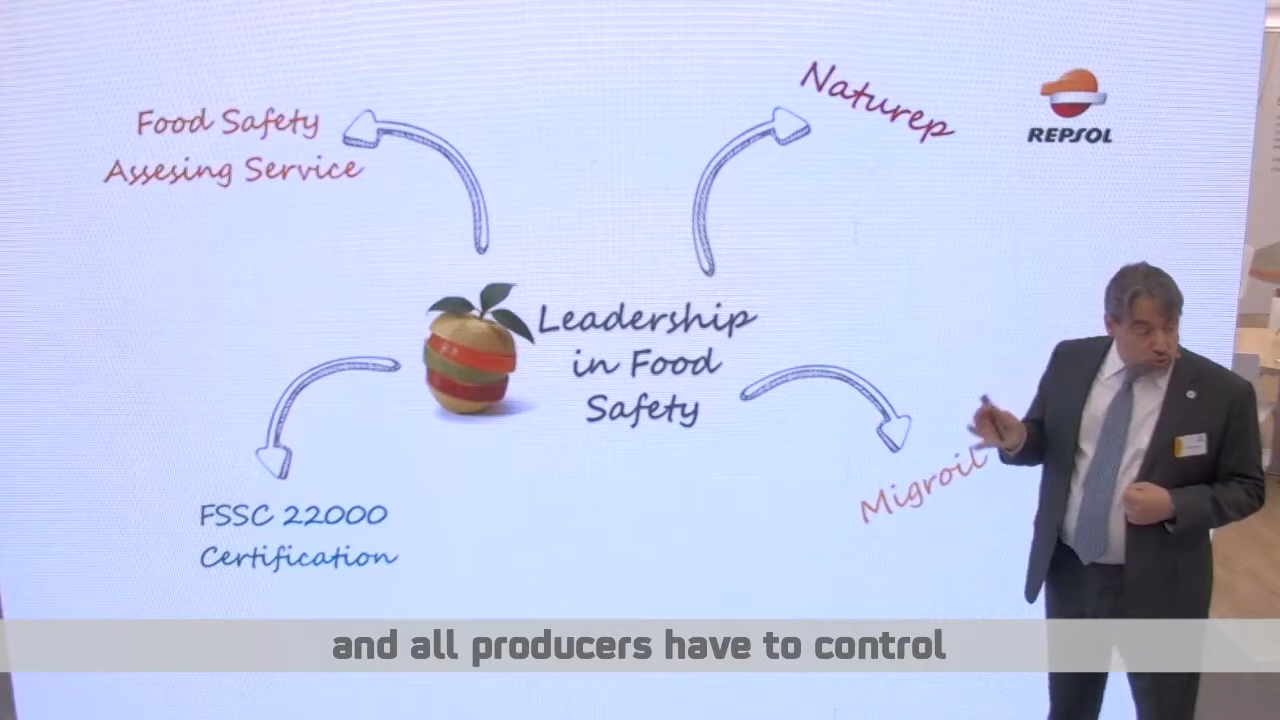 Food Safety
Assesing Service
Naturep
REPSOL
Leadership
in Food
Safety
FSSC 22000
Certification
Migroil
and all producers have to control